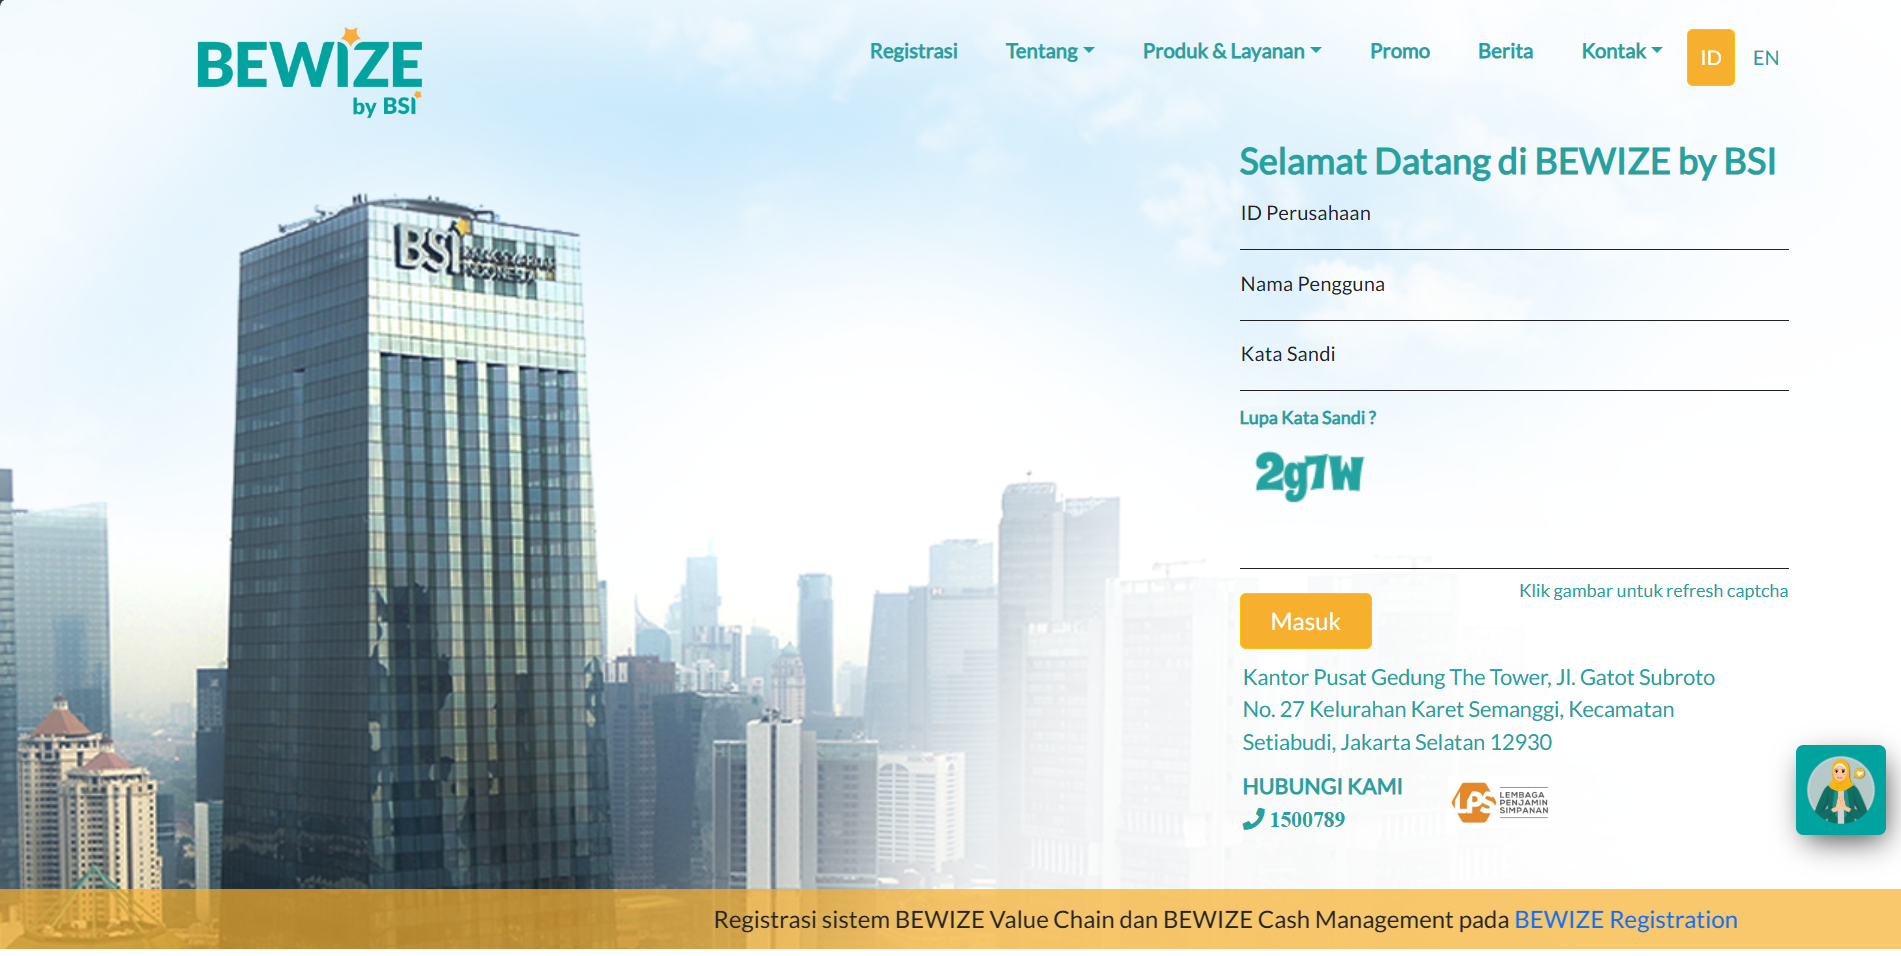 BEWIZE
by BSI
Registrasi
Tentang
Produk & Layanan
Promo
Berita
Kontak
ID
EN
Selamat Datang di BEWIZE by BSI
ID Perusahaan
Nama Pengguna
Kata Sandi
Lupa Kata Sandi ?
2g7W
Klik gambar untuk refresh captcha
Masuk
Kantor Pusat Gedung The Tower, Jl. Gatot Subroto
No. 27 Kelurahan Karet Semanggi, Kecamatan
Setiabudi, Jakarta Selatan 12930
HUBUNGI KAMI
1500789
LPS
LEMBAGA
PENJAMIN
SIMPANAN
BSI
Registrasi sistem BEWIZE Value Chain dan BEWIZE Cash Management pada BEWIZE Registration